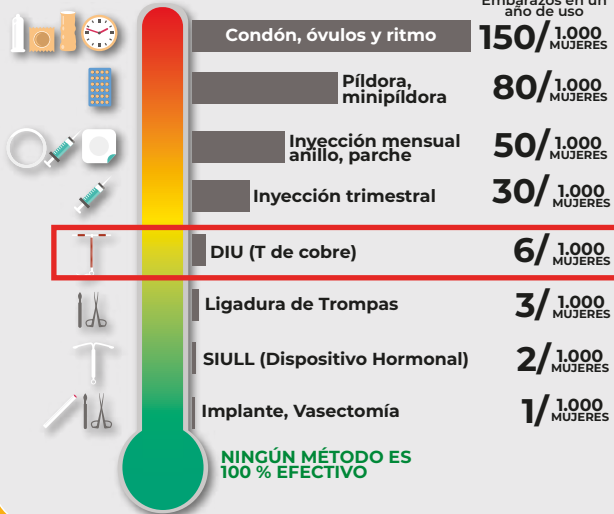 Embarazos en un
año de uso
Condón, óvulos y ritmo 150/1.000 MUJERES
Píldora,
minipíldora 80/1.000 MUJERES
Inyección mensual
anillo, parche 50/1.000 MUJERES
Inyección trimestral 30/1.000 MUJERES
DIU (T de cobre) 6/1.000 MUJERES
Ligadura de Trompas 3/1.000 MUJERES
SIULL (Dispositivo Hormonal) 2/1.000 MUJERES
Implante, Vasectomía 1/1.000 MUJERES
NINGÚN MÉTODO ES
100 % EFECTIVO